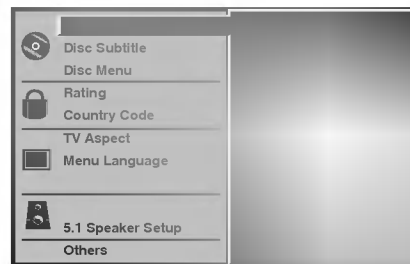 Disc Subtitle
Disc Menu
Rating
Country Code
TV Aspect
Menu Language
5.1 Speaker Setup
Others